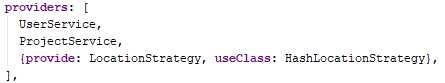 providers: [
  UserService,
  ProjectService,
  {provide: LocationStrategy, useClass: HashLocationStrategy},
],